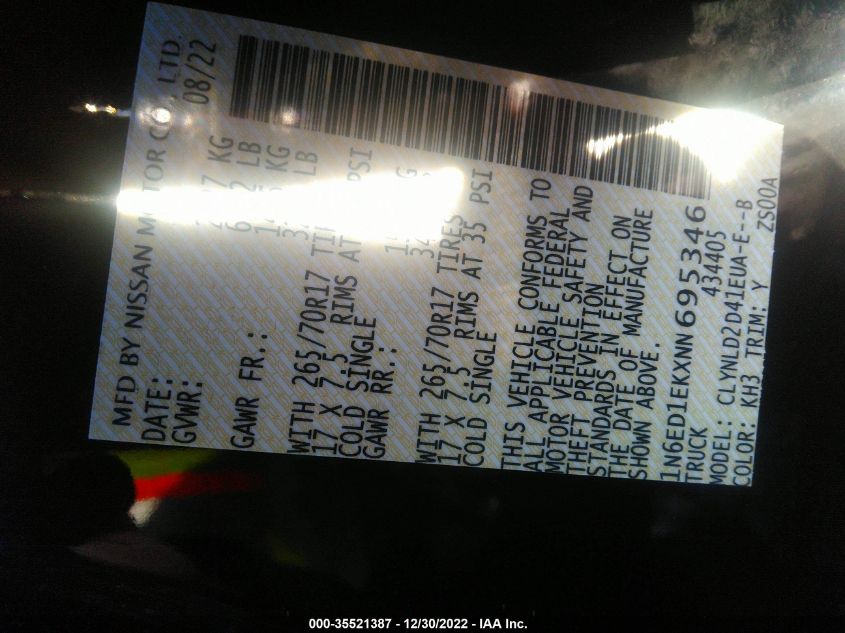 MFD BY NISSAN MOTOR CO., LTD.
DATE: 08/22
GVWR: KG
LB
GAWR FR.: KG
LB
WITH 265/70R17 TIRES
17 X 7.5 RIMS AT PSI
COLD SINGLE
GAWR RR.:
WITH 265/70R17 TIRES
17 X 7.5 RIMS AT 35 PSI
COLD SINGLE
THIS VEHICLE CONFORMS TO
ALL APPLICABLE FEDERAL
MOTOR VEHICLE SAFETY AND
THEFT PREVENTION
STANDARDS IN EFFECT ON
THE DATE OF MANUFACTURE
SHOWN ABOVE.
1N6ED1EKXNN695346
TRUCK 434405
MODEL: CLYNLD2D41EUA-E--B
COLOR: KH3 TRIM: Y ZS00A
000-35521387 - 12/30/2022 - IAA Inc.